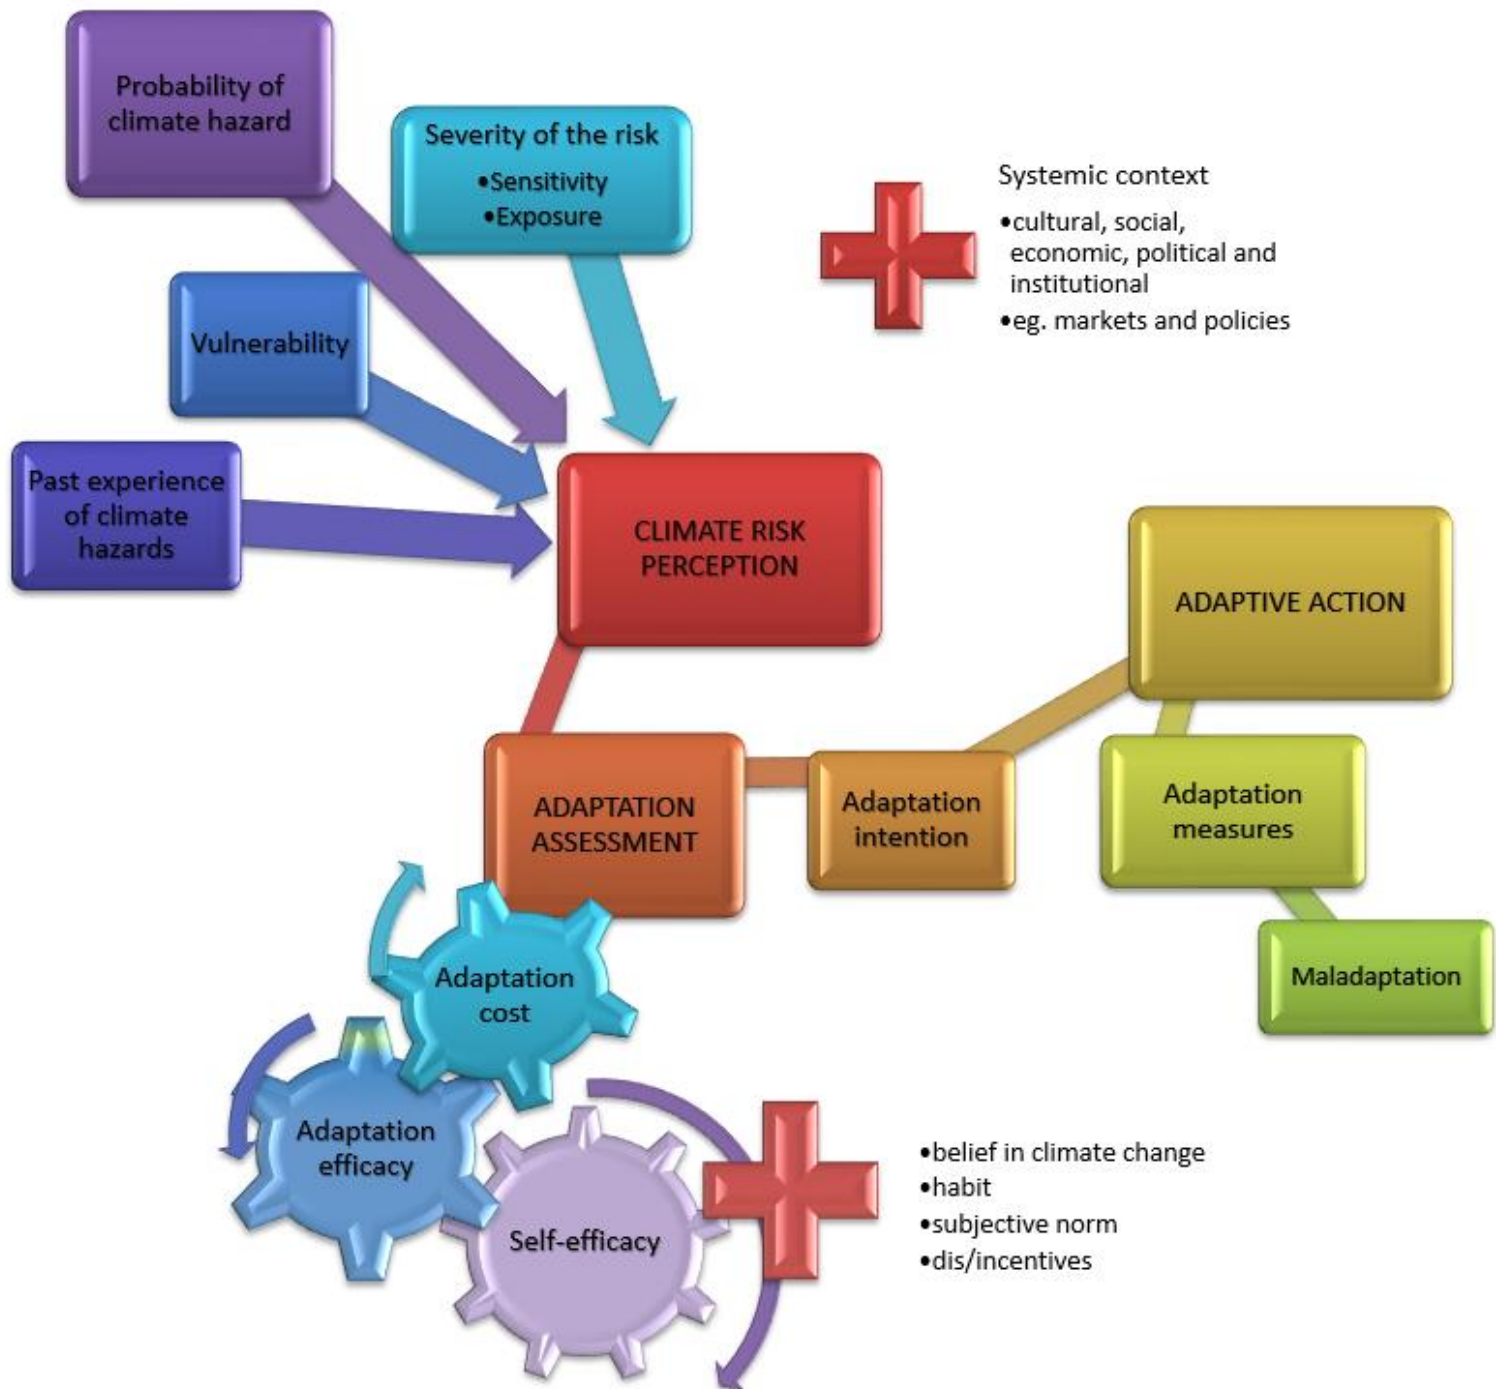 Probability of
climate hazard
Severity of the risk
•Sensitivity
•Exposure
Systemic context
•cultural, social,
economic, political and
institutional
•eg. markets and policies
Vulnerability
Past experience
of climate
hazards
CLIMATE RISK
PERCEPTION
ADAPTIVE ACTION
ADAPTATION
ASSESSMENT
Adaptation
intention
Adaptation
measures
Maladaptation
Adaptation
cost
Adaptation
efficacy
Self-efficacy
•belief in climate change
•habit
•subjective norm
•dis/incentives